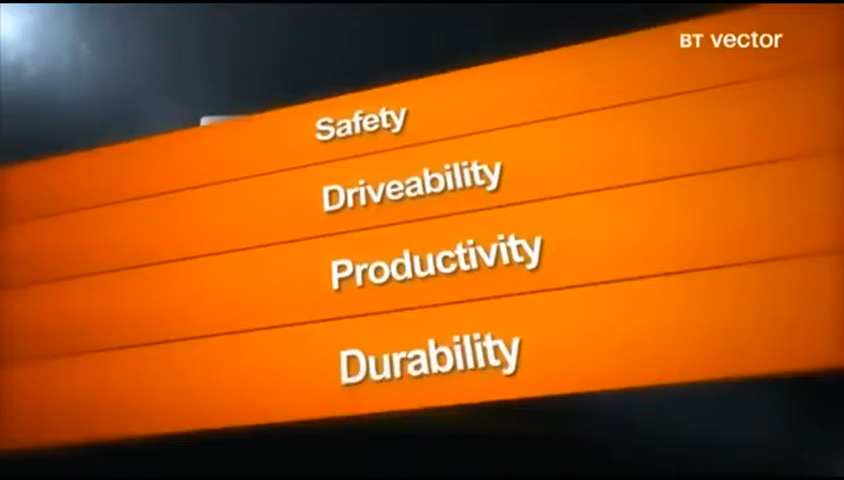 BT vector
Safety
Driveability
Productivity
Durability